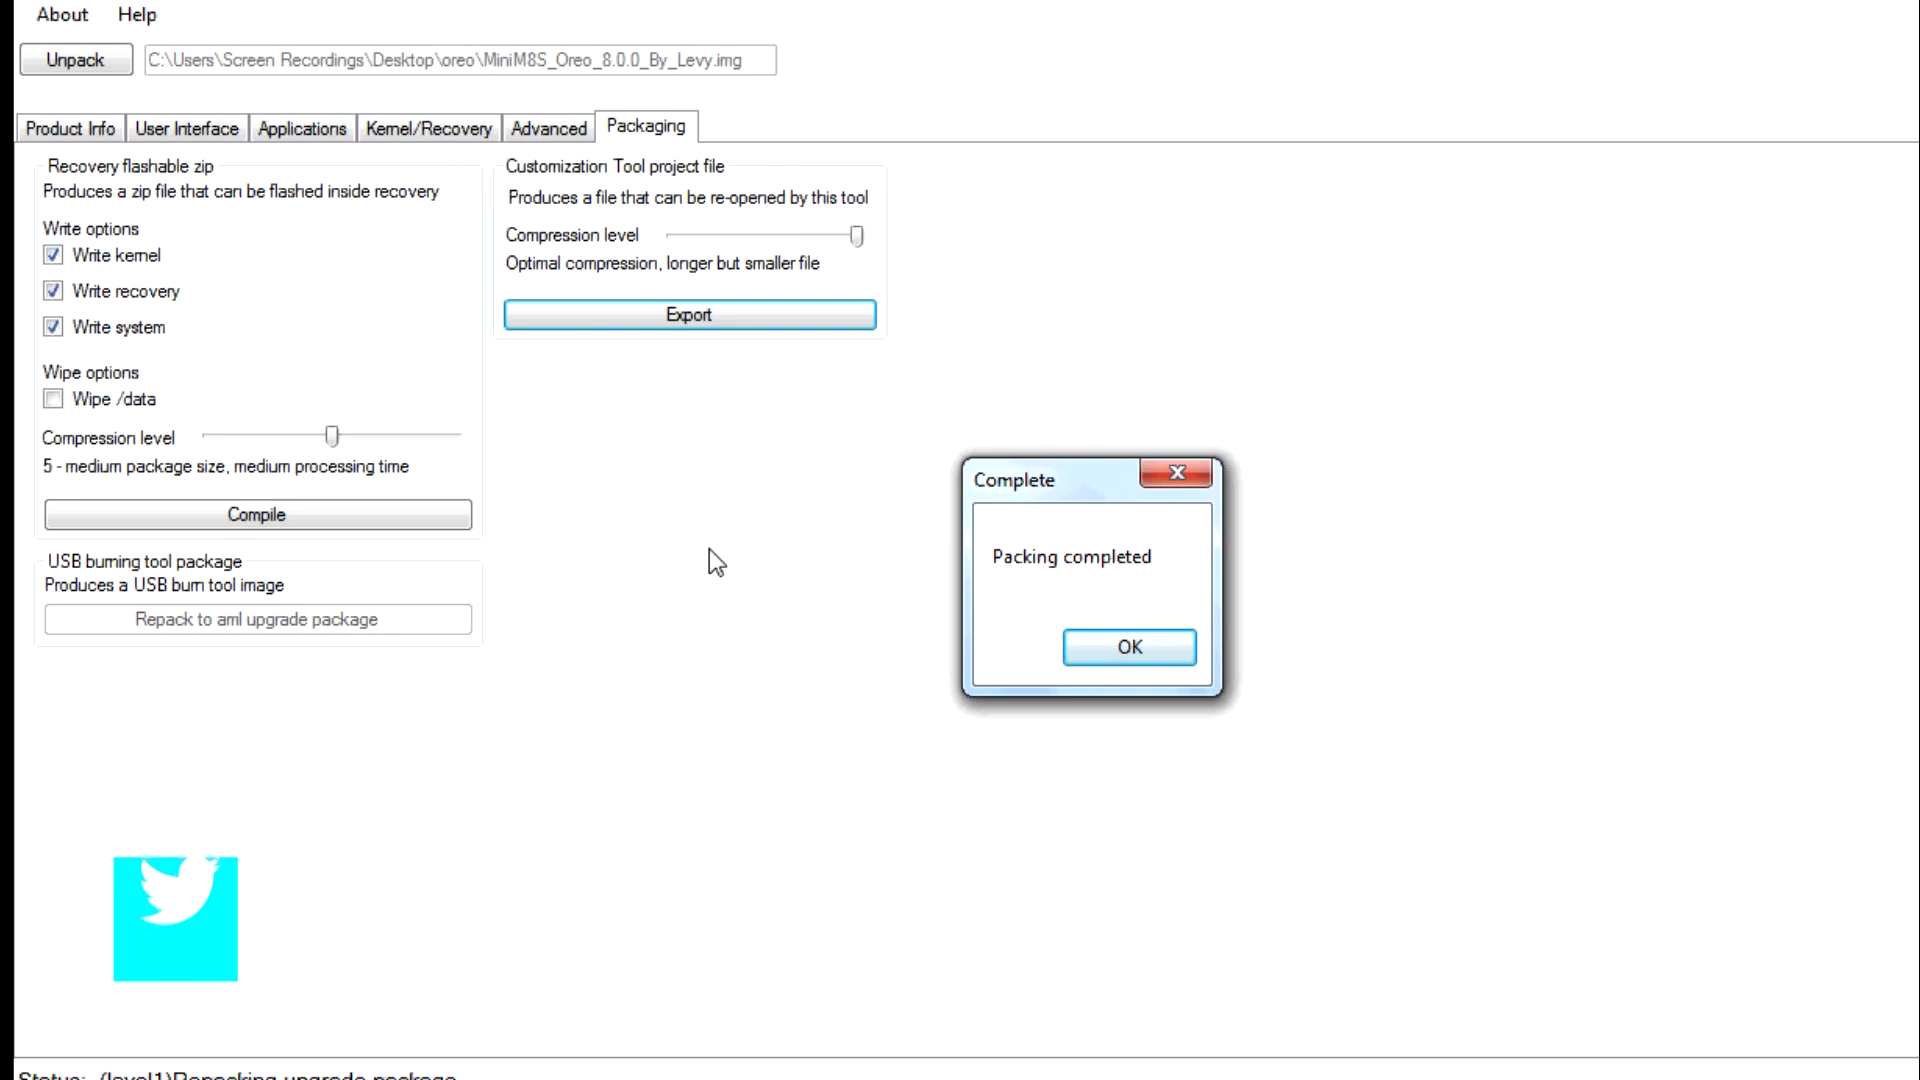 About Help
Unpack C:\Users\Screen Recordings\Desktop\oreo\MiniM8S_Oreo_8.0.0_By_Levy.img
Product Info User Interface Applications Kernel/Recovery Advanced Packaging
Recovery flashable zip
Produces a zip file that can be flashed inside recovery
Write options
Write kernel
Write recovery
Write system
Wipe options
Wipe /data
Compression level
5 - medium package size, medium processing time
Compile
USB burning tool package
Produces a USB burn tool image
Repack to aml upgrade package
Customization Tool project file
Produces a file that can be re-opened by this tool
Compression level
Optimal compression, longer but smaller file
Export
Complete
Packing completed
OK
Status: (level1)Repacking upgrade package